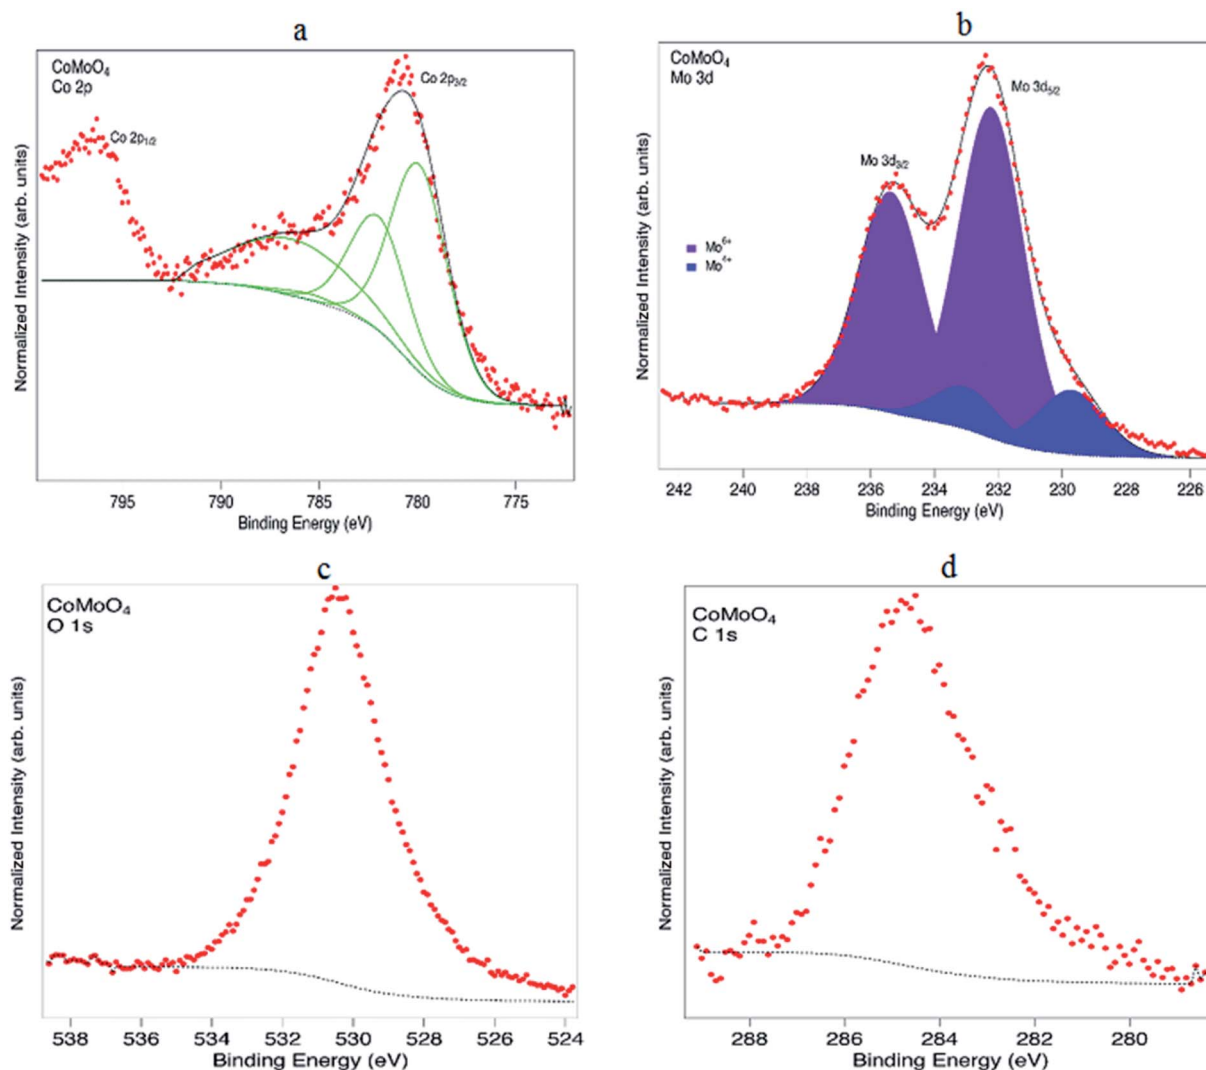 a
CoMoO₄
Co 2p
Co 2p₃/₂
Co 2p₁/₂
Normalized Intensity (arb. units)
795 790 785 780 775
Binding Energy (eV)
b
CoMoO₄
Mo 3d
Mo 3d₅/₂
Mo 3d₃/₂
Mo⁶⁺
Mo⁴⁺
Normalized Intensity (arb. units)
242 240 238 236 234 232 230 228 226
Binding Energy (eV)
c
CoMoO₄
O 1s
Normalized Intensity (arb. units)
538 536 534 532 530 528 526 524
Binding Energy (eV)
d
CoMoO₄
C 1s
Normalized Intensity (arb. units)
288 286 284 282 280
Binding Energy (eV)